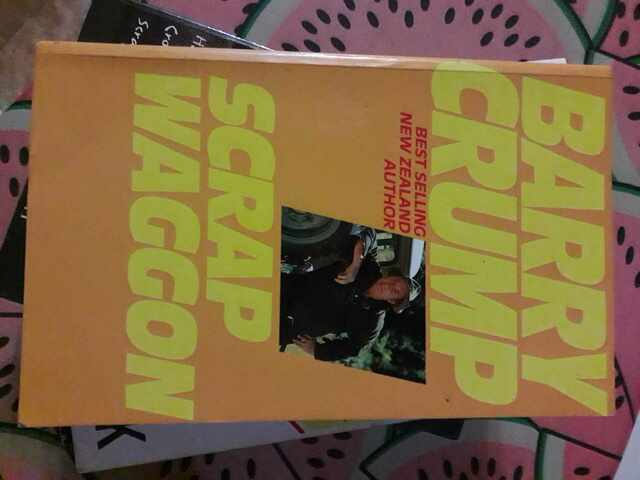 BARRY
CRUMP
BEST SELLING
NEW ZEALAND
AUTHOR
SCRAP
WAGGON